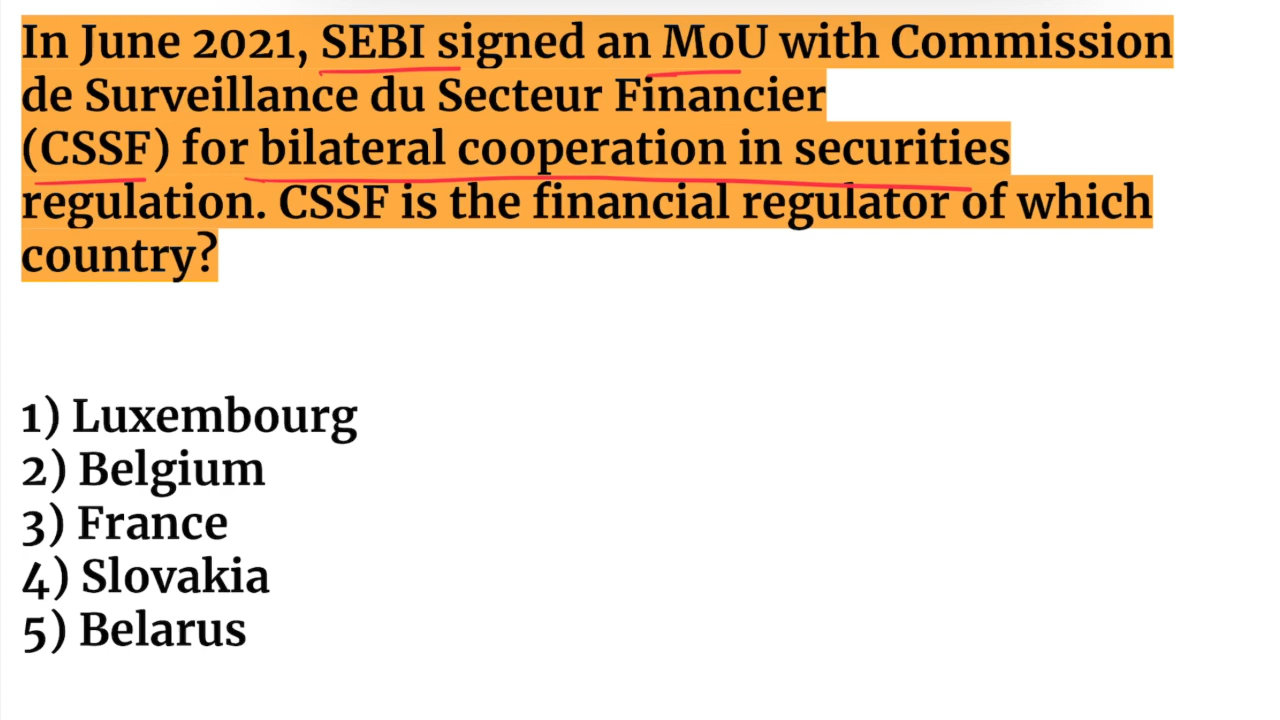 In June 2021, SEBI signed an MoU with Commission
de Surveillance du Secteur Financier
(CSSF) for bilateral cooperation in securities
regulation. CSSF is the financial regulator of which
country?
1) Luxembourg
2) Belgium
3) France
4) Slovakia
5) Belarus